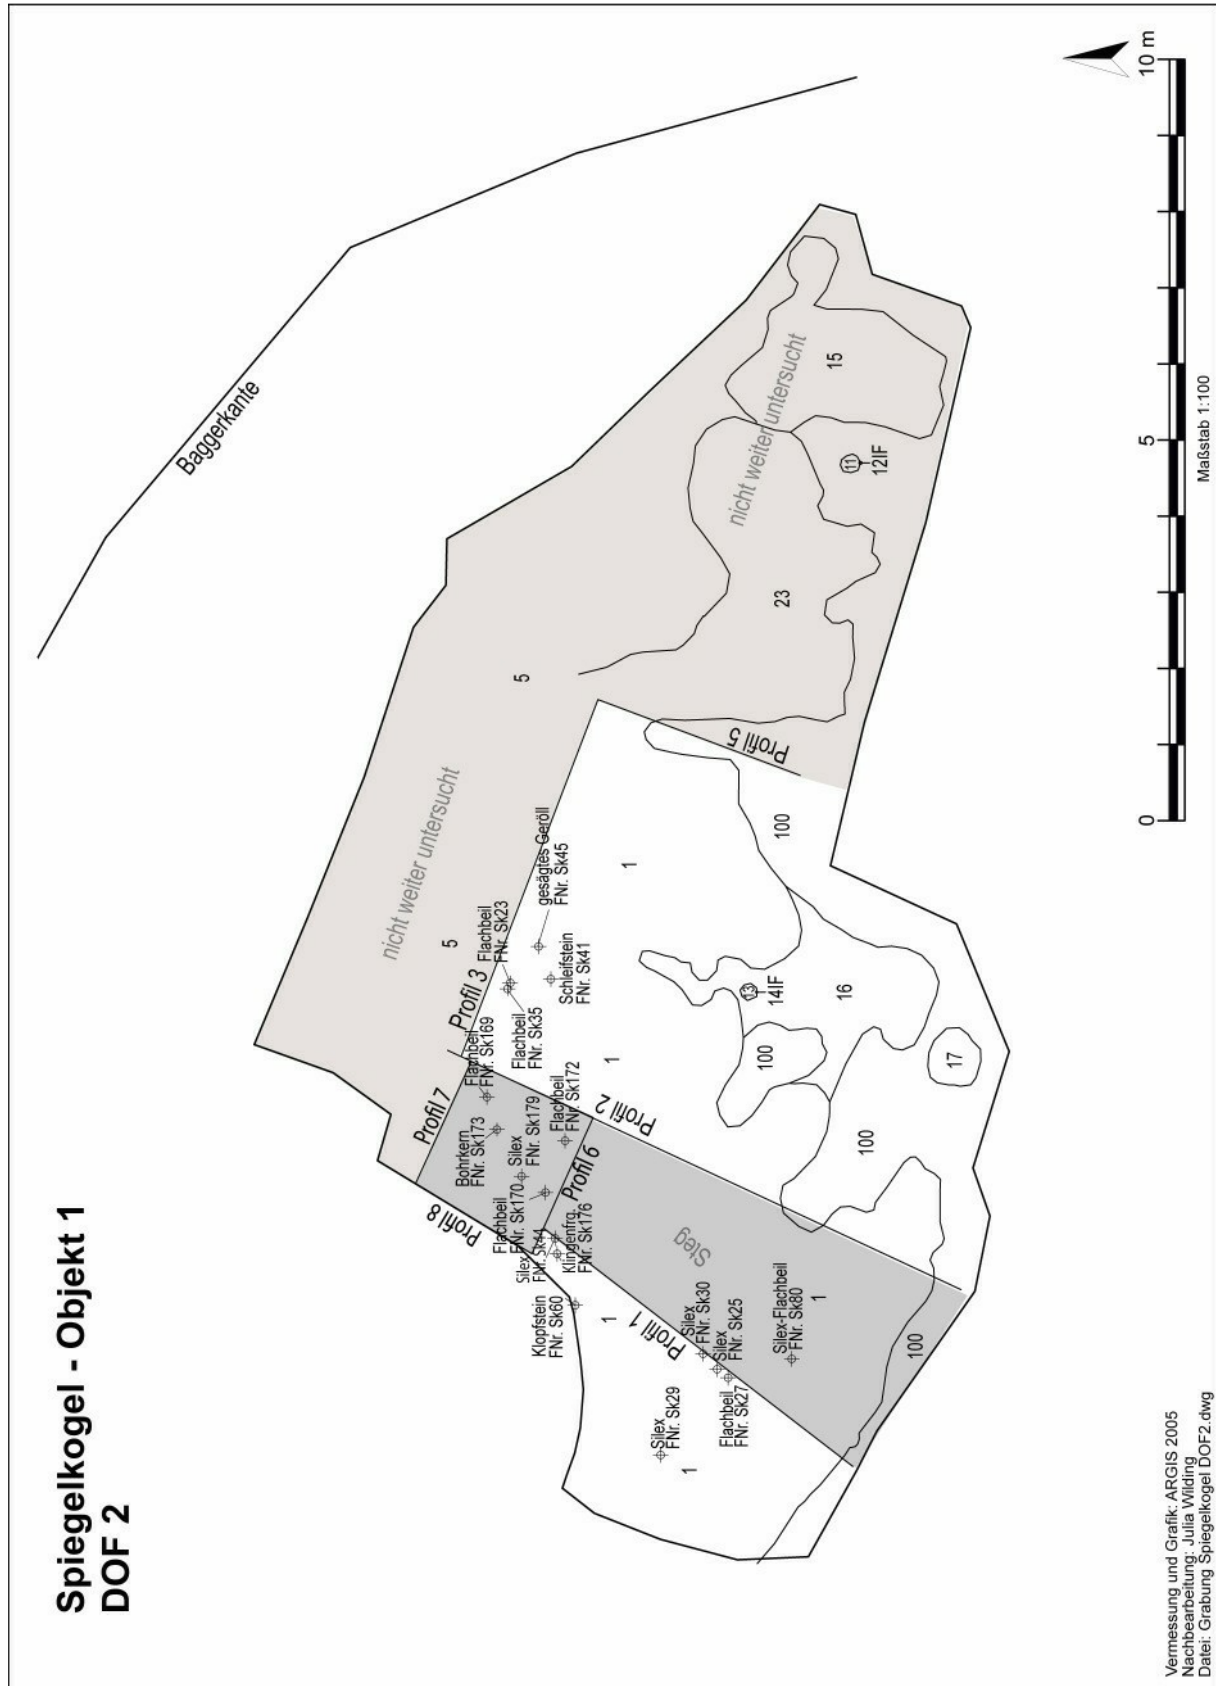 Spiegelkogel - Objekt 1
DOF 2
Baggerkante
nicht weiter untersucht
5
5
nicht weiter untersucht
15
11
12IF
23
Profil 5
100
1
gesägtes Geröll
FNr. Sk45
Flachbeil
FNr. Sk23
Schleifstein
FNr. Sk41
Flachbeil
FNr. Sk35
Profil 3
Flachbeil
FNr. Sk169
Profil 7
Bohrkern
FNr. Sk173
Silex
FNr. Sk179
Flachbeil
FNr. Sk172
Flachbeil
FNr. Sk170
Profil 6
Profil 8
Silex
FNr. Sk44
Klingenfrg.
FNr. Sk176
Klopfstein
FNr. Sk60
1
Profil 2
1
13
14IF
16
100
17
100
Steg
Profil 1
Silex
FNr. Sk30
Silex
FNr. Sk25
Flachbeil
FNr. Sk27
Silex-Flachbeil
FNr. Sk80
1
100
Silex
FNr. Sk29
1
0
5
10 m
Maßstab 1:100
Vermessung und Grafik: ARGIS 2005
Nachbearbeitung: Julia Wilding
Datei: Grabung Spiegelkogel DOF2.dwg